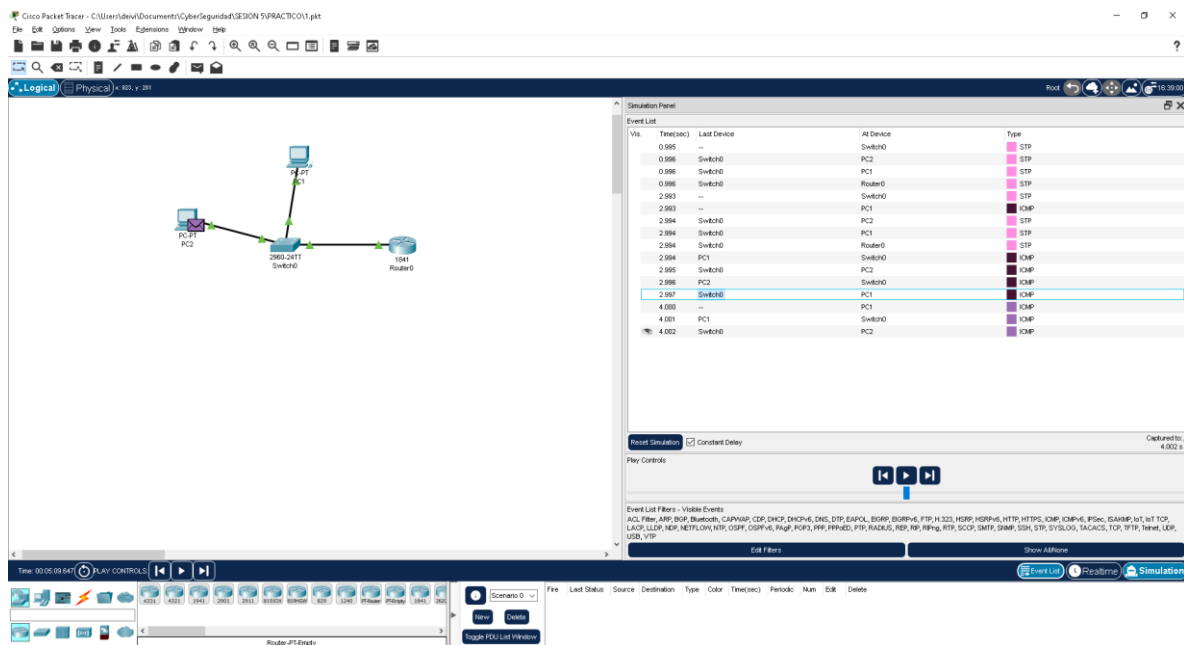 Cisco Packet Tracer - C:\Users\deivi\Documents\CyberSeguridad\SESION 5\PRACTICO\1.pkt
File Edit Options View Tools Extensions Window Help
Logical Physical x: 823, y: 281 Root 16:39:00
PC-PT
PC1
PC-PT
PC2
2960-24TT
Switch0
1841
Router0
Simulation Panel
Event List
Vis. Time(sec) Last Device At Device Type
0.995 -- Switch0 STP
0.996 Switch0 PC2 STP
0.996 Switch0 PC1 STP
0.996 Switch0 Router0 STP
2.993 -- Switch0 STP
2.993 -- PC1 ICMP
2.994 Switch0 PC2 STP
2.994 Switch0 PC1 STP
2.994 Switch0 Router0 STP
2.994 PC1 Switch0 ICMP
2.995 Switch0 PC2 ICMP
2.996 PC2 Switch0 ICMP
2.997 Switch0 PC1 ICMP
4.000 -- PC1 ICMP
4.001 PC1 Switch0 ICMP
4.002 Switch0 PC2 ICMP
Reset Simulation Constant Delay Captured to:
4.002 s
Play Controls
Event List Filters - Visible Events
ACL Filter, ARP, BGP, Bluetooth, CAPWAP, CDP, DHCP, DHCPv6, DNS, DTP, EAPOL, EIGRP, EIGRPv6, FTP, H.323, HSRP, HSRPv6, HTTP, HTTPS, ICMP, ICMPv6, IPSec, ISAKMP, IoT, IoT TCP,
LACP, LLDP, NDP, NETFLOW, NTP, OSPF, OSPFv6, PAgP, POP3, PPP, PPPoED, PTP, RADIUS, REP, RIP, RIPng, RTP, SCCP, SMTP, SNMP, SSH, STP, SYSLOG, TACACS, TCP, TFTP, Telnet, UDP,
USB, VTP
Edit Filters Show All/None
Time: 00:05:09.647 PLAY CONTROLS: Event List Realtime Simulation
4331 4321 1941 2901 2911 819IOX 819HGW 829 1240 PT-Router PT-Empty 1841
Router-PT-Empty
Scenario 0
New Delete
Toggle PDU List Window
Fire Last Status Source Destination Type Color Time(sec) Periodic Num Edit Delete